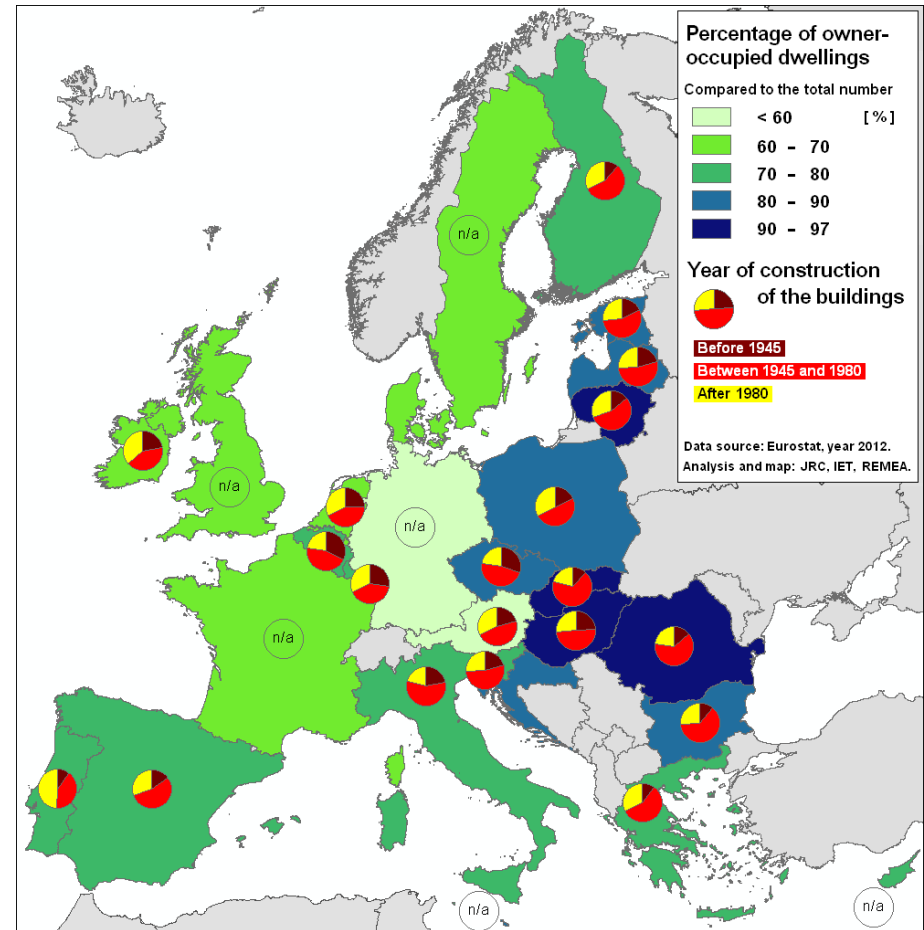 Percentage of owner-
occupied dwellings
Compared to the total number
< 60 [%]
60 – 70
70 – 80
80 – 90
90 – 97
Year of construction
of the buildings
Before 1945
Between 1945 and 1980
After 1980
Data source: Eurostat, year 2012.
Analysis and map: JRC, IET, REMEA.
n/a
n/a
n/a
n/a
n/a
n/a